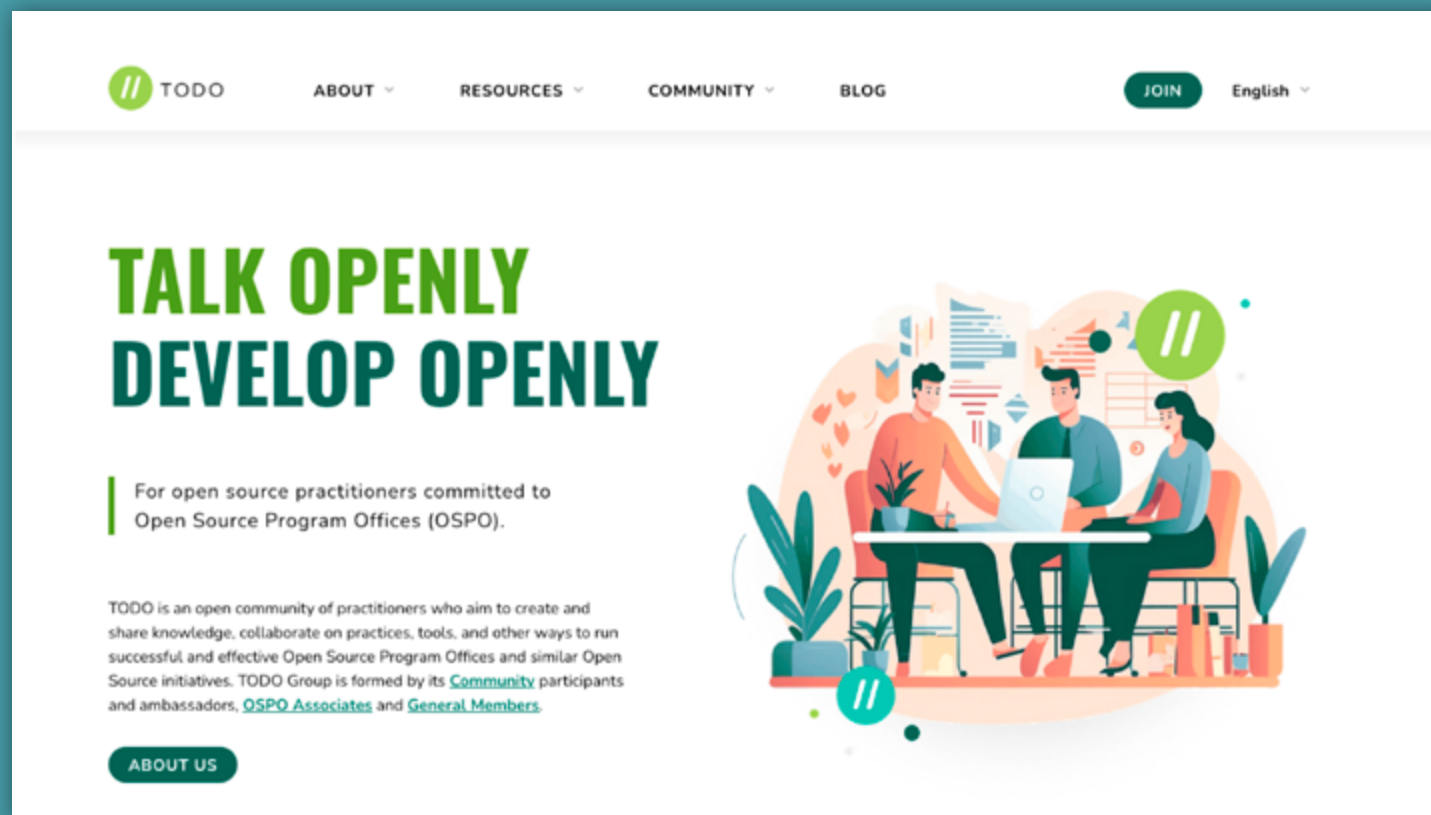 TODO
ABOUT
RESOURCES
COMMUNITY
BLOG
JOIN
English
TALK OPENLY
DEVELOP OPENLY
For open source practitioners committed to
Open Source Program Offices (OSPO).
TODO is an open community of practitioners who aim to create and
share knowledge, collaborate on practices, tools, and other ways to run
successful and effective Open Source Program Offices and similar Open
Source initiatives. TODO Group is formed by its Community participants
and ambassadors, OSPO Associates and General Members.
ABOUT US